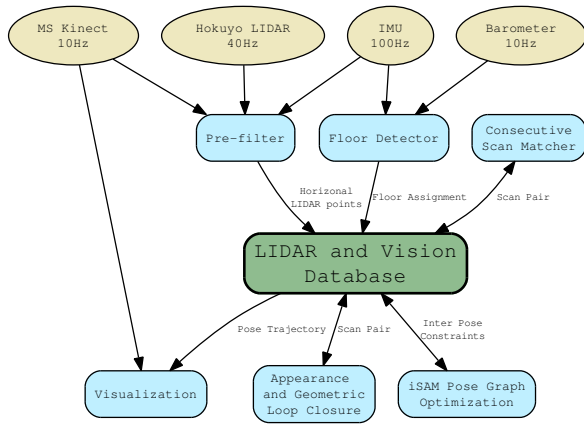 MS Kinect
10Hz
Hokuyo LIDAR
40Hz
IMU
100Hz
Barometer
10Hz
Pre-filter
Floor Detector
Consecutive
Scan Matcher
Horizonal
LIDAR points
Floor Assignment
Scan Pair
LIDAR and Vision
Database
Pose Trajectory
Scan Pair
Inter Pose
Constraints
Visualization
Appearance
and Geometric
Loop Closure
iSAM Pose Graph
Optimization